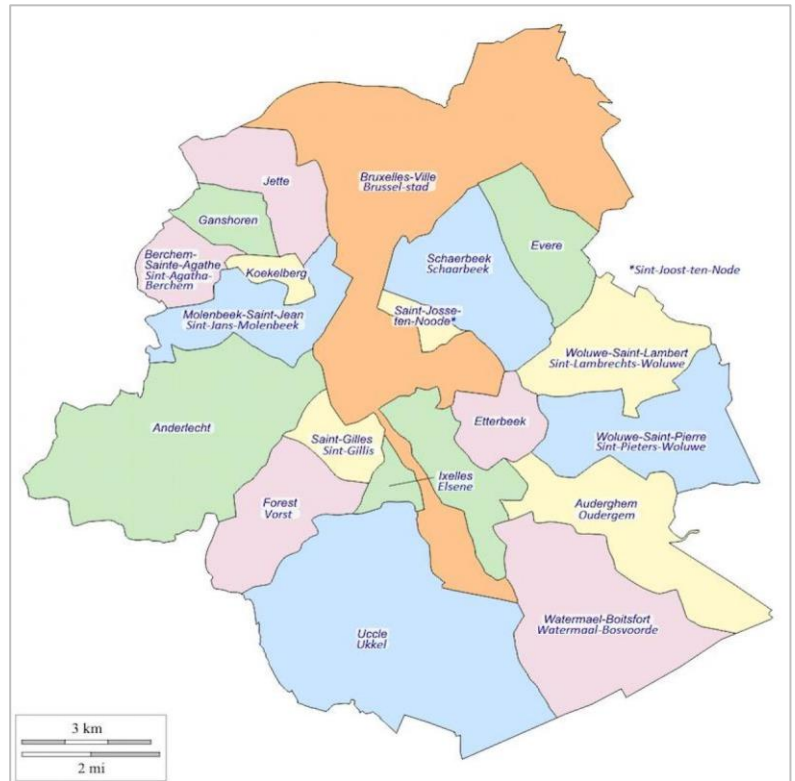 Bruxelles-Ville
Brussel-stad
Jette
Ganshoren
Evere
Schaerbeek
Schaarbeek
Berchem-
Sainte-Agathe
Sint-Agatha-
Berchem
Koekelberg
*Sint-Joost-ten-Node
Molenbeek-Saint-Jean
Sint-Jans-Molenbeek
Saint-Josse-
ten-Noode*
Woluwe-Saint-Lambert
Sint-Lambrechts-Woluwe
Anderlecht
Saint-Gilles
Sint-Gillis
Etterbeek
Woluwe-Saint-Pierre
Sint-Pieters-Woluwe
Ixelles
Elsene
Forest
Vorst
Auderghem
Oudergem
Watermael-Boitsfort
Watermaal-Bosvoorde
Uccle
Ukkel
3 km
2 mi